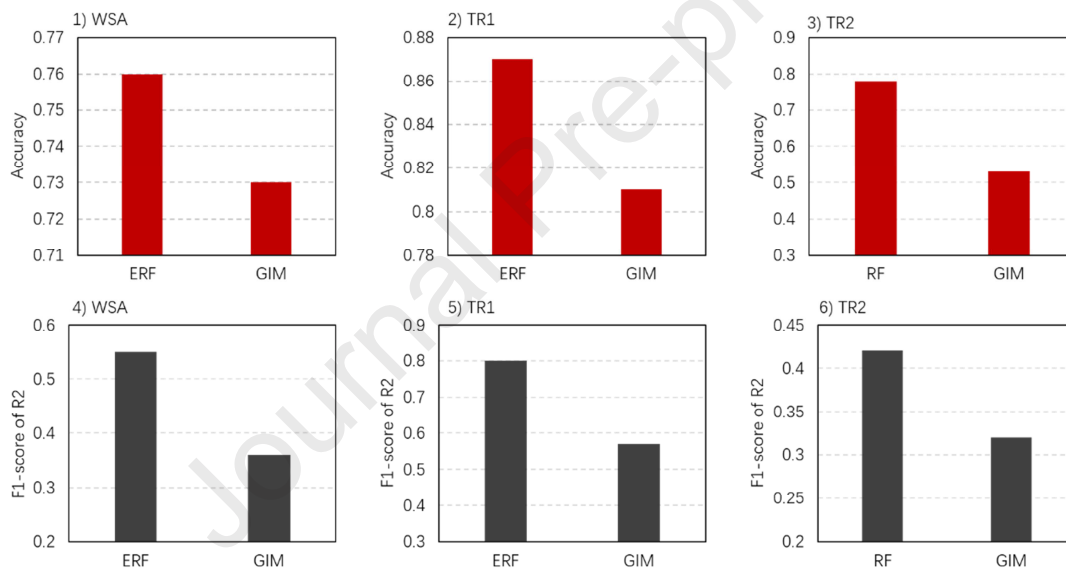 1) WSA
Accuracy
0.77
0.76
0.75
0.74
0.73
0.72
0.71
ERF GIM
2) TR1
Accuracy
0.88
0.86
0.84
0.82
0.8
0.78
ERF GIM
3) TR2
Accuracy
0.9
0.8
0.7
0.6
0.5
0.4
0.3
RF GIM
4) WSA
F1-score of R2
0.6
0.5
0.4
0.3
0.2
ERF GIM
5) TR1
F1-score of R2
0.9
0.8
0.7
0.6
0.5
0.4
0.3
ERF GIM
6) TR2
F1-score of R2
0.45
0.4
0.35
0.3
0.25
0.2
RF GIM
Journal Pre-pr